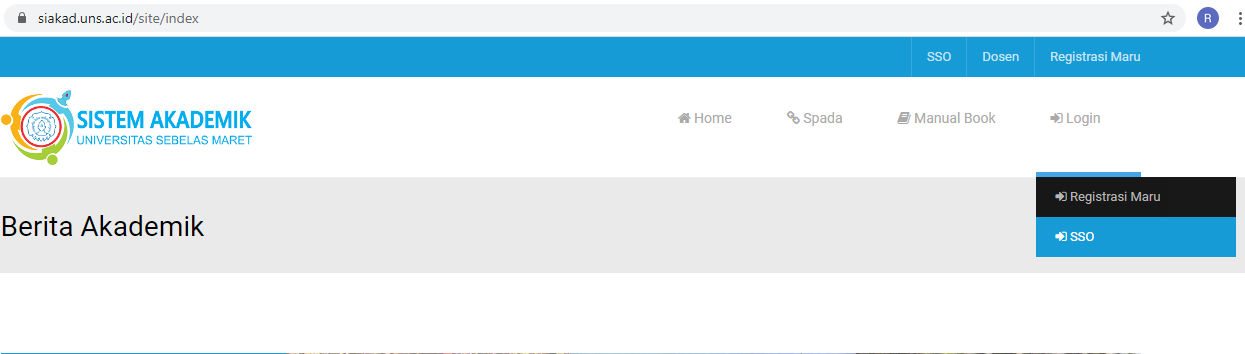 siakad.uns.ac.id/site/index
R
SSO Dosen Registrasi Maru
SISTEM AKADEMIK
UNIVERSITAS SEBELAS MARET
Home Spada Manual Book Login
Registrasi Maru
Berita Akademik
SSO